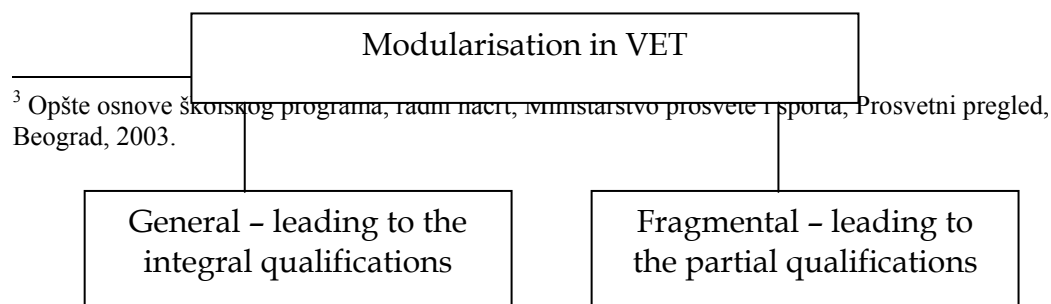 Modularisation in VET
3 Opšte osnove školskog programa, radni nacrt, Ministarstvo prosvete i sporta, Prosvetni pregled,
Beograd, 2003.
General – leading to the
integral qualifications
Fragmental – leading to
the partial qualifications